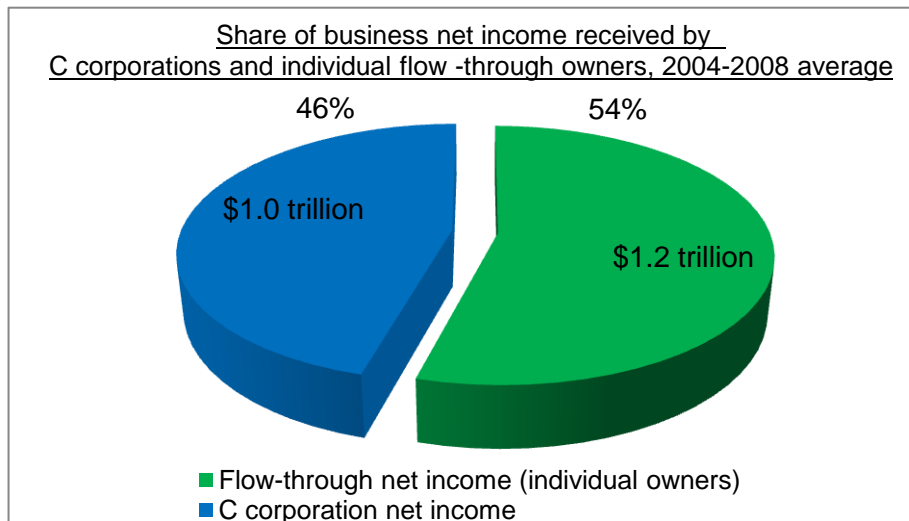 Share of business net income received by
C corporations and individual flow -through owners, 2004-2008 average
46% 54%
$1.0 trillion
$1.2 trillion
Flow-through net income (individual owners)
C corporation net income